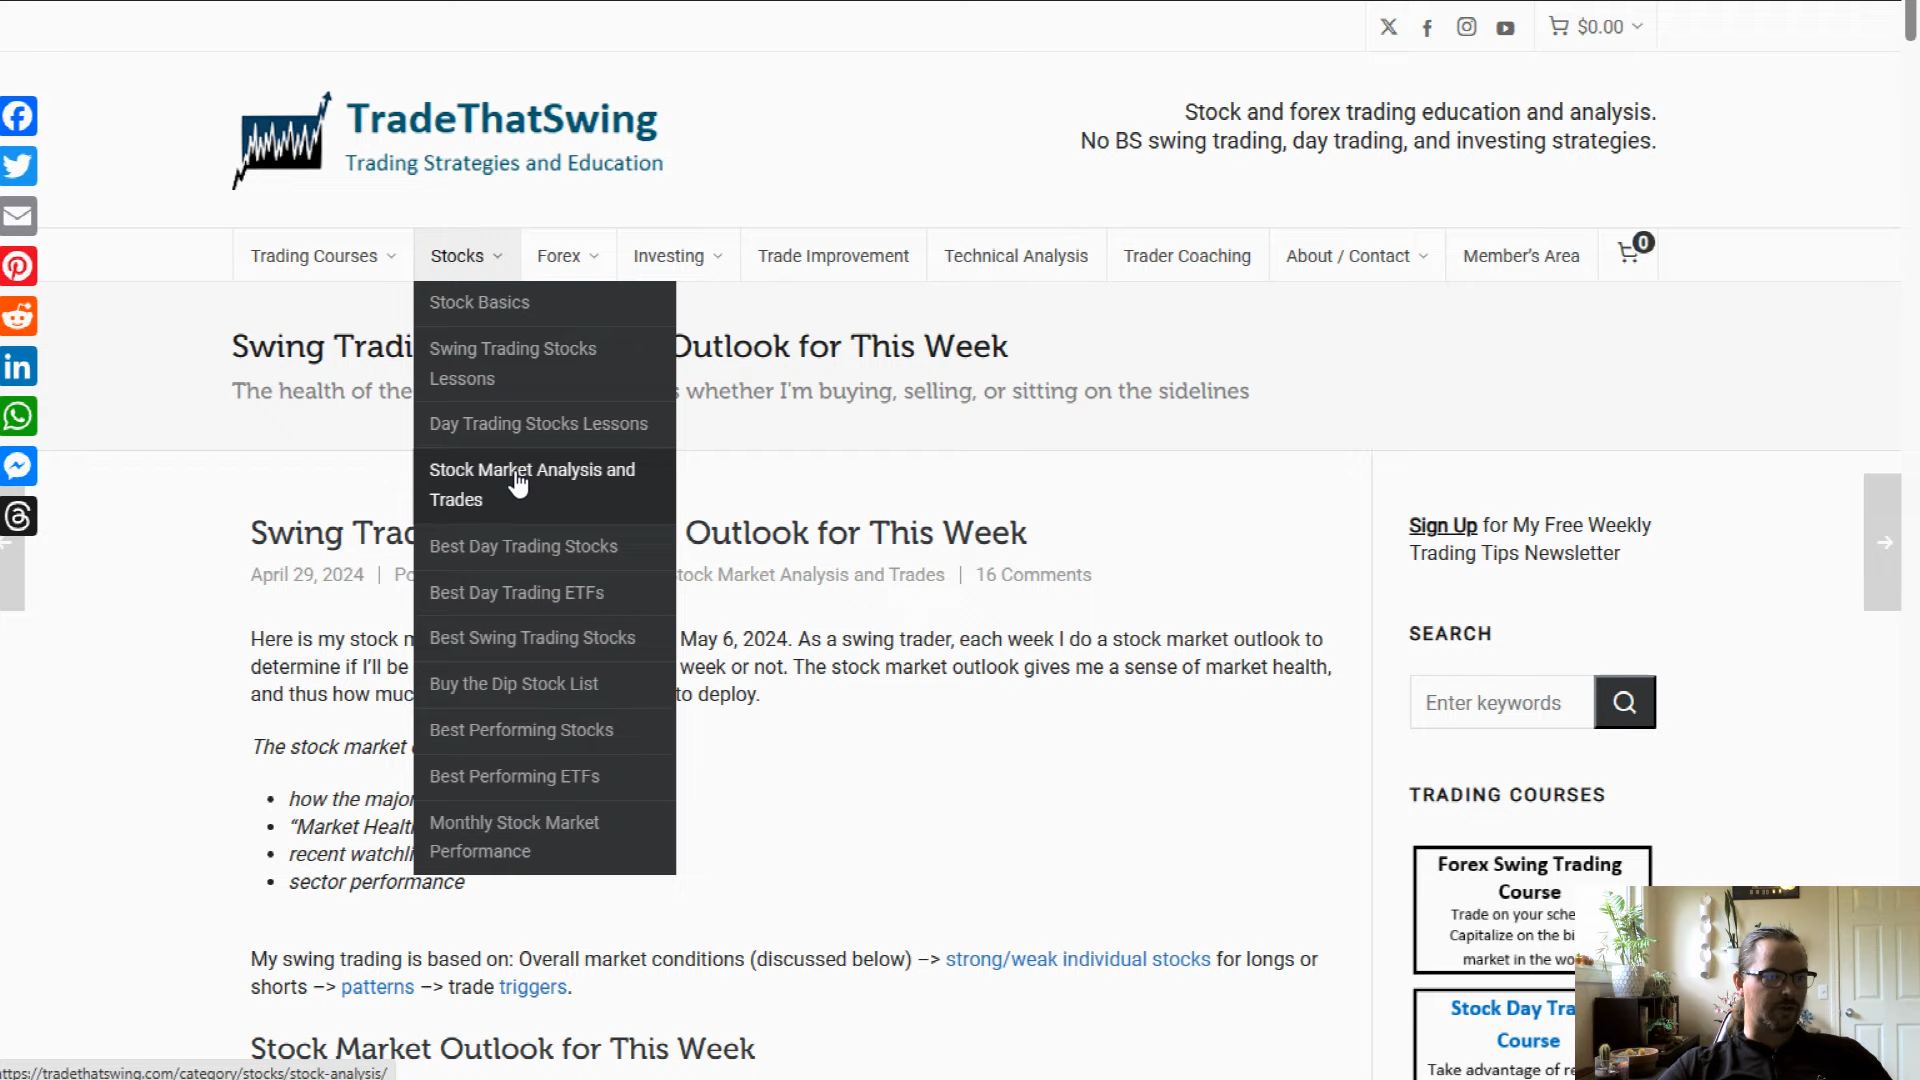 $0.00
TradeThatSwing
Trading Strategies and Education
Stock and forex trading education and analysis.
No BS swing trading, day trading, and investing strategies.
Trading Courses
Stocks
Forex
Investing
Trade Improvement
Technical Analysis
Trader Coaching
About / Contact
Member's Area
0
Stock Basics
Swing Trading Stocks
Lessons
Day Trading Stocks Lessons
Stock Market Analysis and
Trades
Best Day Trading Stocks
Best Day Trading ETFs
Best Swing Trading Stocks
Buy the Dip Stock List
Best Performing Stocks
Best Performing ETFs
Monthly Stock Market
Performance
Swing Tradi Outlook for This Week
The health of the whether I'm buying, selling, or sitting on the sidelines
Swing Trad Outlook for This Week
April 29, 2024 | Po tock Market Analysis and Trades | 16 Comments
Here is my stock m May 6, 2024. As a swing trader, each week I do a stock market outlook to
determine if I'll be week or not. The stock market outlook gives me a sense of market health,
and thus how muc to deploy.
The stock market
• how the major
• “Market Healt
• recent watchli
• sector performance
My swing trading is based on: Overall market conditions (discussed below) –> strong/weak individual stocks for longs or
shorts –> patterns –> trade triggers.
Stock Market Outlook for This Week
Sign Up for My Free Weekly
Trading Tips Newsletter
SEARCH
Enter keywords
TRADING COURSES
Forex Swing Trading
Course
Trade on your sche
Capitalize on the bi
market in the wo
Stock Day Tra
Course
Take advantage of re
ttps://tradethatswing.com/category/stocks/stock-analysis/